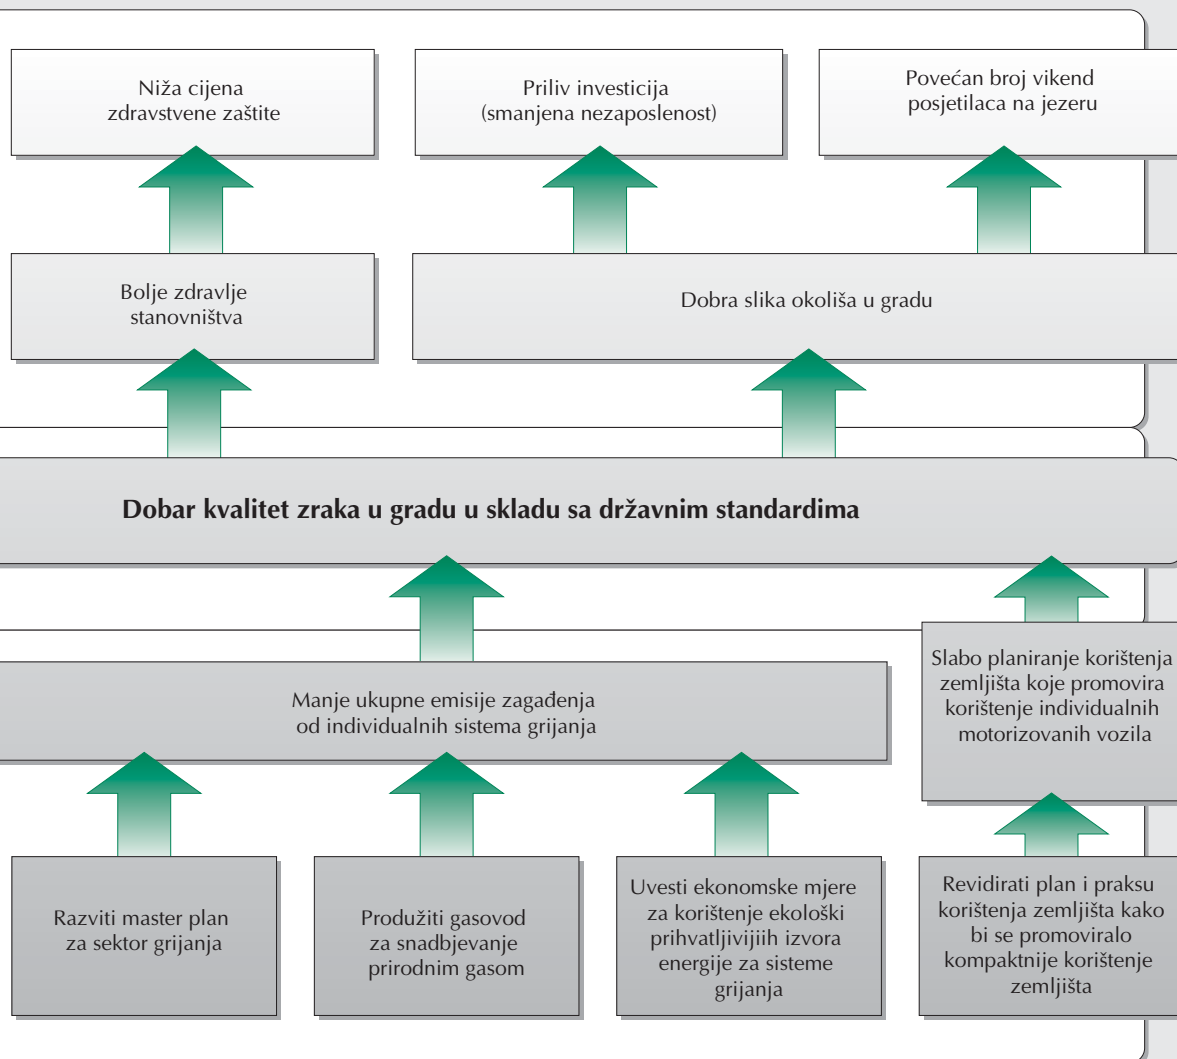 Niža cijena
zdravstvene zaštite
Priliv investicija
(smanjena nezaposlenost)
Povećan broj vikend
posjetilaca na jezeru
Bolje zdravlje
stanovništva
Dobra slika okoliša u gradu
Dobar kvalitet zraka u gradu u skladu sa državnim standardima
Manje ukupne emisije zagađenja
od individualnih sistema grijanja
Slabo planiranje korištenja
zemljišta koje promovira
korištenje individualnih
motorizovanih vozila
Razviti master plan
za sektor grijanja
Produžiti gasovod
za snadbjevanje
prirodnim gasom
Uvesti ekonomske mjere
za korištenje ekološki
prihvatljivijiih izvora
energije za sisteme
grijanja
Revidirati plan i praksu
korištenja zemljišta kako
bi se promoviralo
kompaktnije korištenje
zemljišta